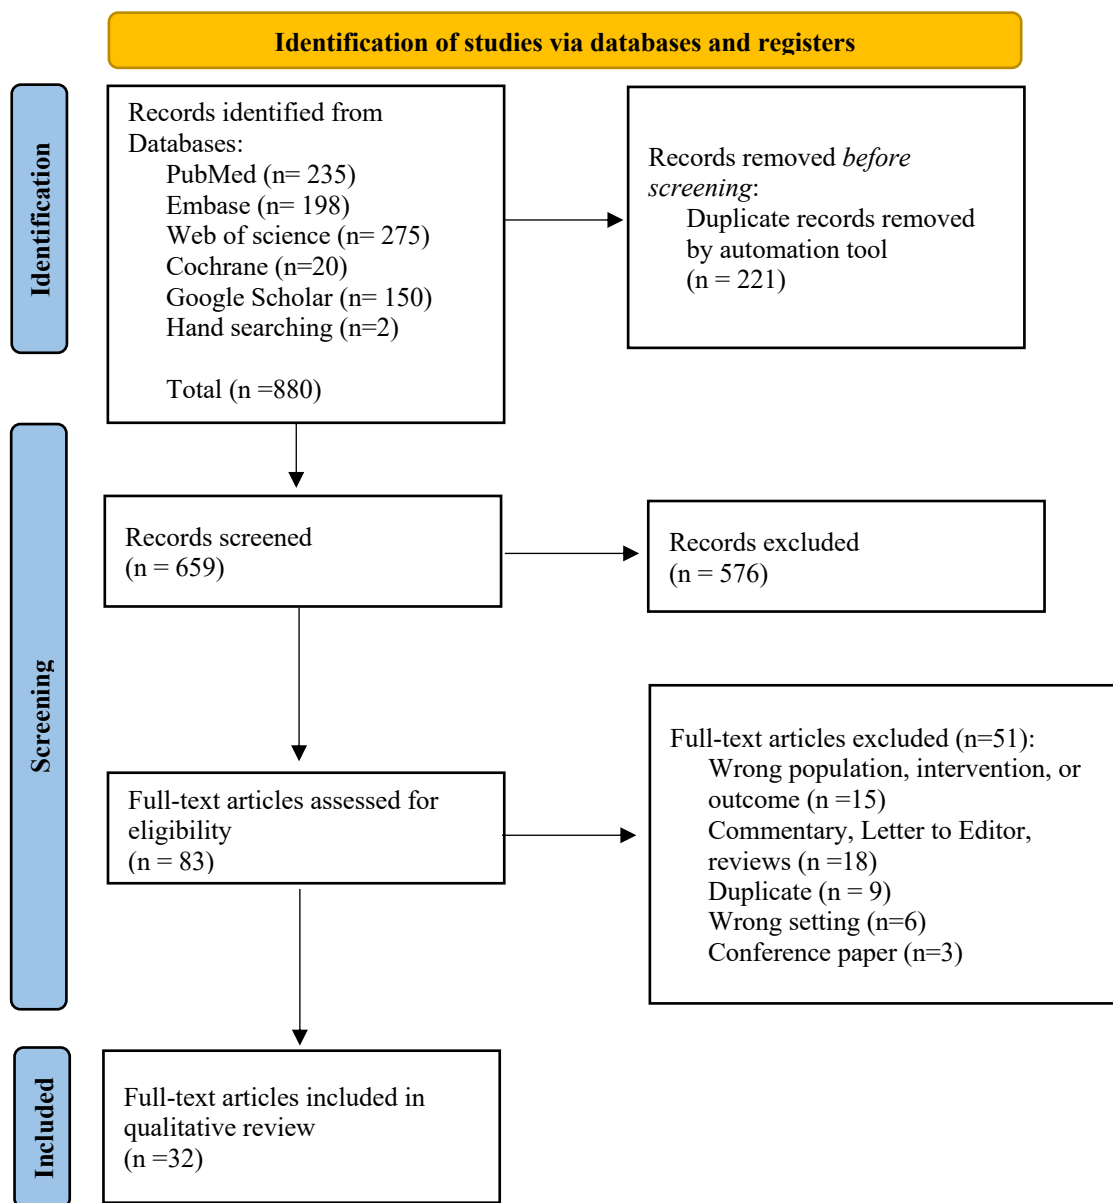 Identification of studies via databases and registers
Identification
Records identified from
Databases:
PubMed (n= 235)
Embase (n= 198)
Web of science (n= 275)
Cochrane (n=20)
Google Scholar (n= 150)
Hand searching (n=2)
Total (n =880)
Records removed before
screening:
Duplicate records removed
by automation tool
(n = 221)
Screening
Records screened
(n = 659)
Records excluded
(n = 576)
Full-text articles assessed for
eligibility
(n = 83)
Full-text articles excluded (n=51):
Wrong population, intervention, or
outcome (n =15)
Commentary, Letter to Editor,
reviews (n =18)
Duplicate (n = 9)
Wrong setting (n=6)
Conference paper (n=3)
Included
Full-text articles included in
qualitative review
(n =32)